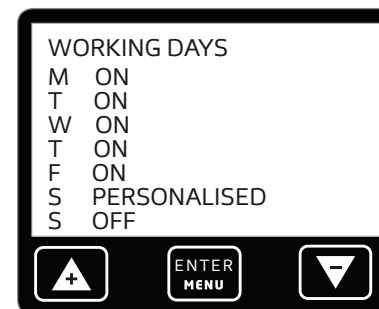 WORKING DAYS
M ON
T ON
W ON
T ON
F ON
S PERSONALISED
S OFF
+ ENTER −
MENU